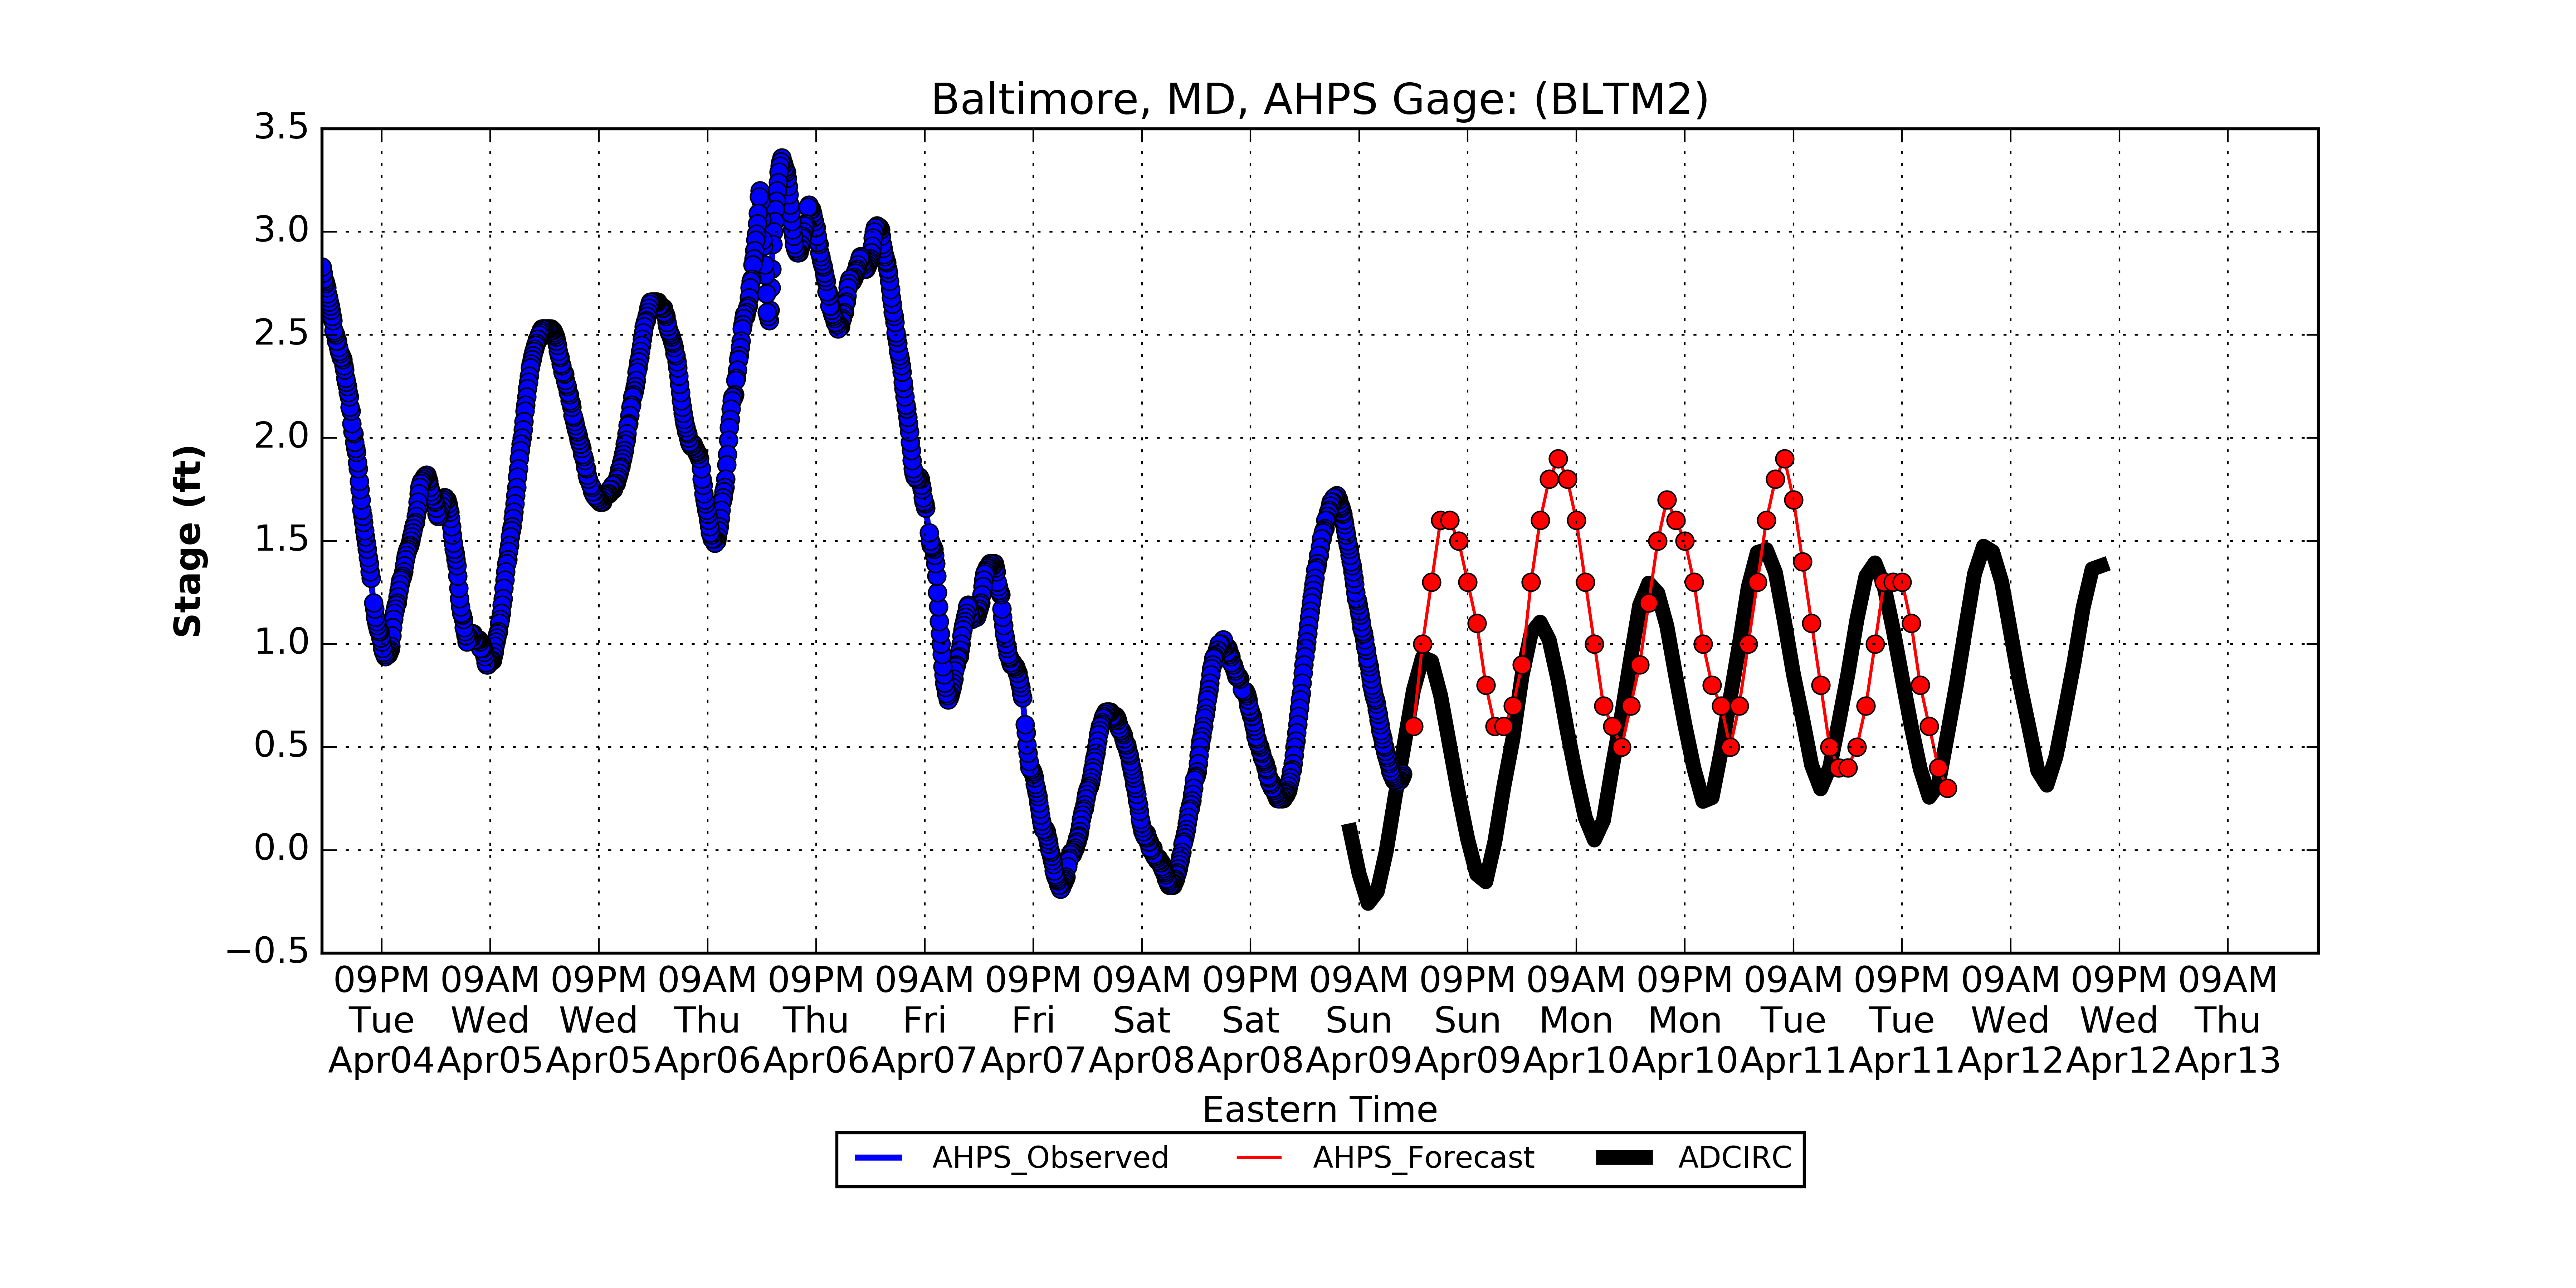 Baltimore, MD, AHPS Gage: (BLTM2)
3.5
3.0
2.5
2.0
1.5
1.0
0.5
0.0
−0.5
Stage (ft)
09PM 09AM 09PM 09AM 09PM 09AM 09PM 09AM 09PM 09AM 09PM 09AM 09PM 09AM 09PM 09AM 09PM 09AM
Tue Wed Wed Thu Thu Fri Fri Sat Sat Sun Sun Mon Mon Tue Tue Wed Wed Thu
Apr04 Apr05 Apr05 Apr06 Apr06 Apr07 Apr07 Apr08 Apr08 Apr09 Apr09 Apr10 Apr10 Apr11 Apr11 Apr12 Apr12 Apr13
Eastern Time
AHPS_Observed AHPS_Forecast ADCIRC